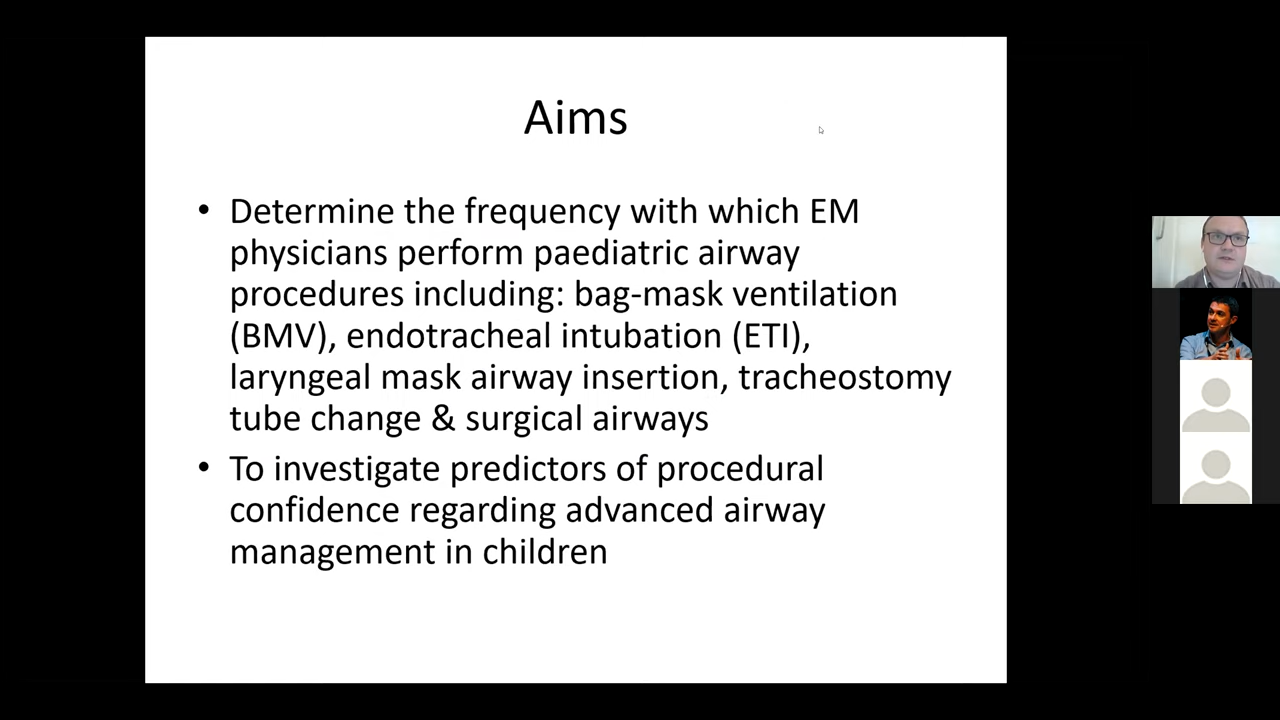 Aims
• Determine the frequency with which EM
physicians perform paediatric airway
procedures including: bag-mask ventilation
(BMV), endotracheal intubation (ETI),
laryngeal mask airway insertion, tracheostomy
tube change & surgical airways
• To investigate predictors of procedural
confidence regarding advanced airway
management in children